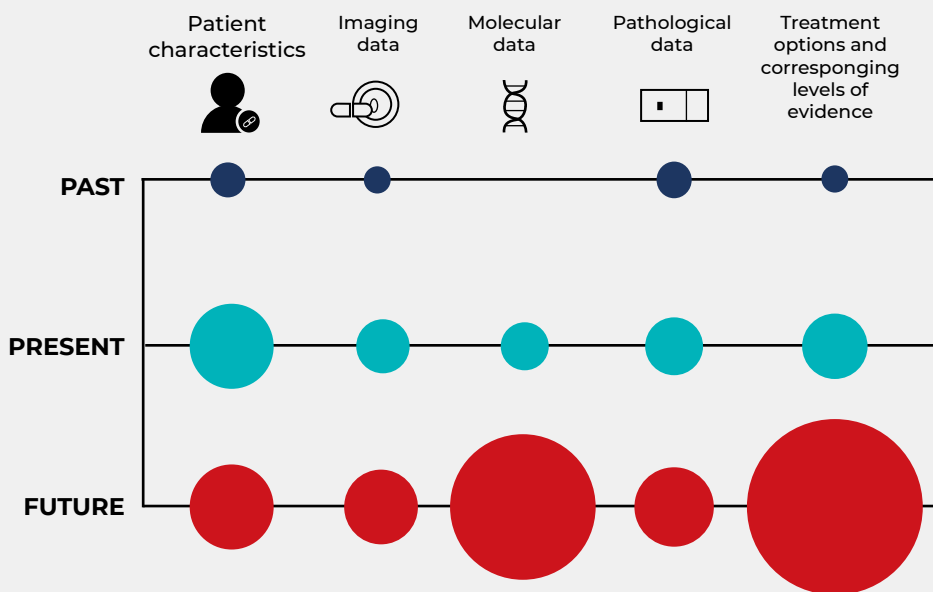 Patient
characteristics
Imaging
data
Molecular
data
Pathological
data
Treatment
options and
corresponging
levels of
evidence
PAST
PRESENT
FUTURE